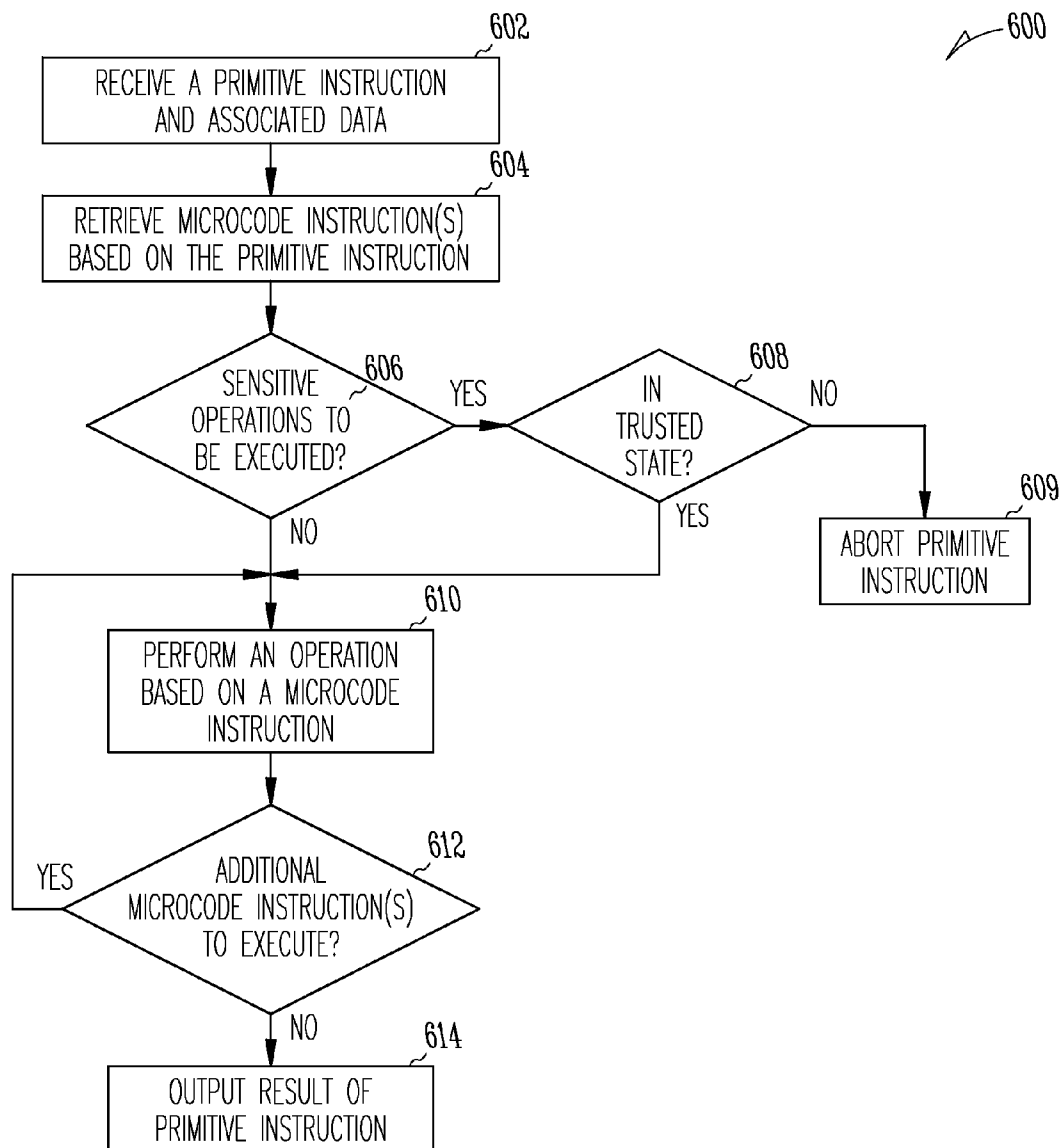 600
602
RECEIVE A PRIMITIVE INSTRUCTION
AND ASSOCIATED DATA
604
RETRIEVE MICROCODE INSTRUCTION(S)
BASED ON THE PRIMITIVE INSTRUCTION
606
SENSITIVE
OPERATIONS TO
BE EXECUTED?
YES
NO
608
IN
TRUSTED
STATE?
NO
YES
609
ABORT PRIMITIVE
INSTRUCTION
610
PERFORM AN OPERATION
BASED ON A MICROCODE
INSTRUCTION
612
ADDITIONAL
MICROCODE INSTRUCTION(S)
TO EXECUTE?
YES
NO
614
OUTPUT RESULT OF
PRIMITIVE INSTRUCTION